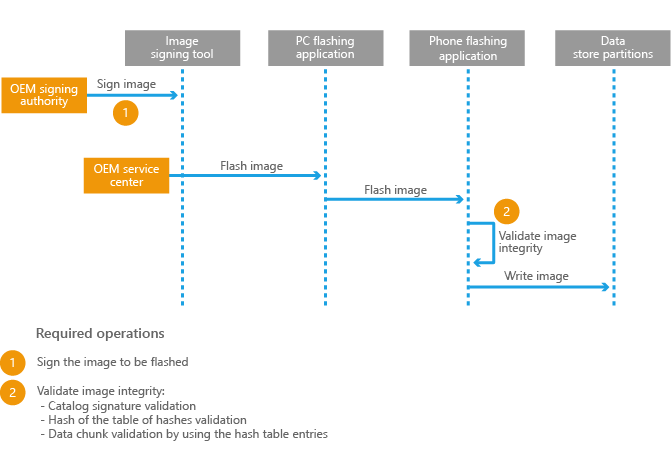 Image
signing tool
PC flashing
application
Phone flashing
application
Data
store partitions
OEM signing
authority
Sign image
1
OEM service
center
Flash image
Flash image
2
Validate image
integrity
Write image
Required operations
1 Sign the image to be flashed
2 Validate image integrity:
- Catalog signature validation
- Hash of the table of hashes validation
- Data chunk validation by using the hash table entries